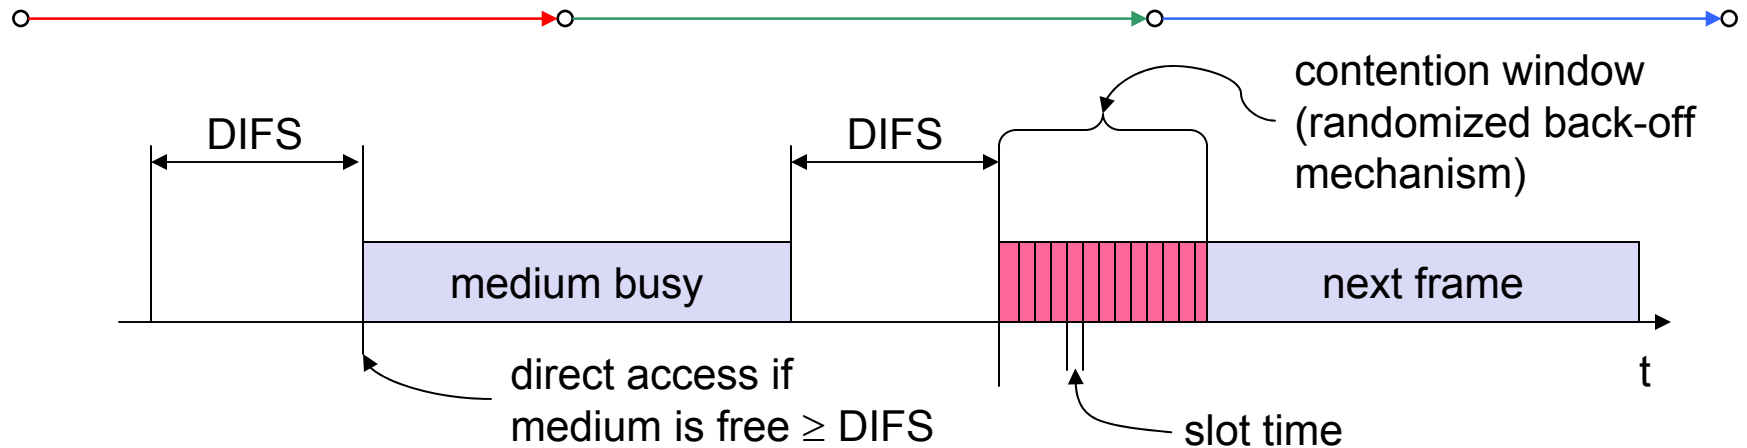 contention window
(randomized back-off
mechanism)
DIFS
DIFS
medium busy
next frame
t
direct access if
medium is free ≥ DIFS
slot time